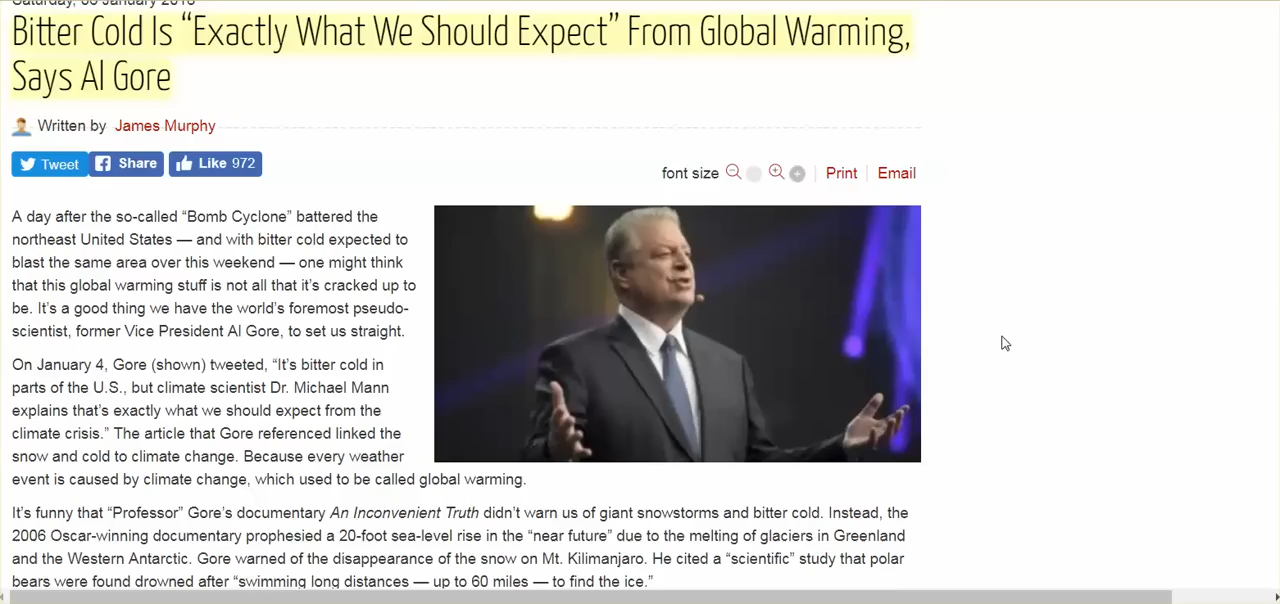 Bitter Cold Is “Exactly What We Should Expect” From Global Warming,
Says Al Gore
Written by James Murphy
Tweet Share Like 972
font size Print Email
A day after the so-called “Bomb Cyclone” battered the
northeast United States — and with bitter cold expected to
blast the same area over this weekend — one might think
that this global warming stuff is not all that it’s cracked up to
be. It’s a good thing we have the world’s foremost pseudo-
scientist, former Vice President Al Gore, to set us straight.
On January 4, Gore (shown) tweeted, “It’s bitter cold in
parts of the U.S., but climate scientist Dr. Michael Mann
explains that’s exactly what we should expect from the
climate crisis.” The article that Gore referenced linked the
snow and cold to climate change. Because every weather
event is caused by climate change, which used to be called global warming.
It’s funny that “Professor” Gore’s documentary An Inconvenient Truth didn’t warn us of giant snowstorms and bitter cold. Instead, the
2006 Oscar-winning documentary prophesied a 20-foot sea-level rise in the “near future” due to the melting of glaciers in Greenland
and the Western Antarctic. Gore warned of the disappearance of the snow on Mt. Kilimanjaro. He cited a “scientific” study that polar
bears were found drowned after “swimming long distances — up to 60 miles — to find the ice.”